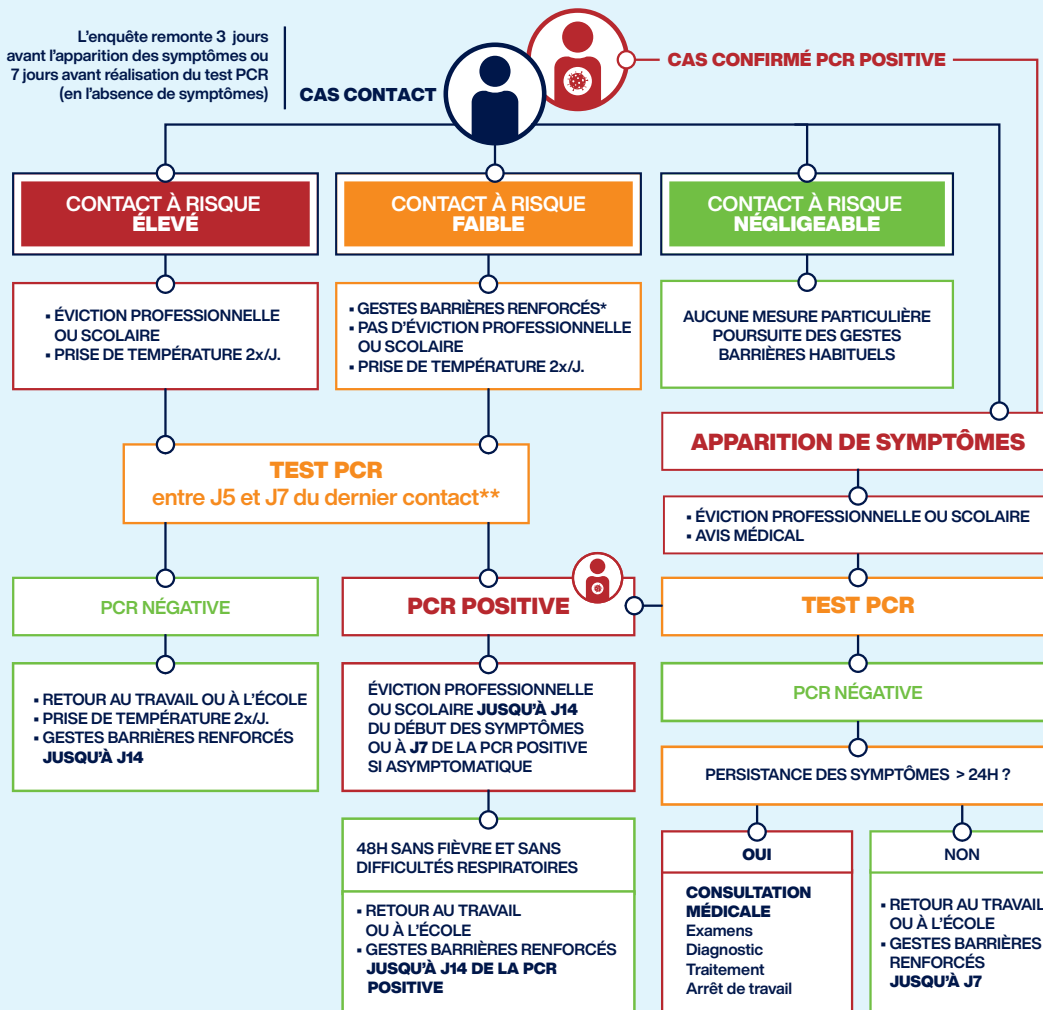 L'enquête remonte 3 jours
avant l'apparition des symptômes ou
7 jours avant réalisation du test PCR
(en l'absence de symptômes)
CAS CONTACT
CAS CONFIRMÉ PCR POSITIVE
CONTACT À RISQUE
ÉLEVÉ
CONTACT À RISQUE
FAIBLE
CONTACT À RISQUE
NÉGLIGEABLE
▪ ÉVICTION PROFESSIONNELLE
OU SCOLAIRE
▪ PRISE DE TEMPÉRATURE 2x/J.
▪ GESTES BARRIÈRES RENFORCÉS*
▪ PAS D'ÉVICTION PROFESSIONNELLE
OU SCOLAIRE
▪ PRISE DE TEMPÉRATURE 2x/J.
AUCUNE MESURE PARTICULIÈRE
POURSUITE DES GESTES
BARRIÈRES HABITUELS
TEST PCR
entre J5 et J7 du dernier contact**
APPARITION DE SYMPTÔMES
▪ ÉVICTION PROFESSIONNELLE OU SCOLAIRE
▪ AVIS MÉDICAL
PCR NÉGATIVE
PCR POSITIVE
TEST PCR
▪ RETOUR AU TRAVAIL OU À L'ÉCOLE
▪ PRISE DE TEMPÉRATURE 2x/J.
▪ GESTES BARRIÈRES RENFORCÉS
JUSQU'À J14
ÉVICTION PROFESSIONNELLE
OU SCOLAIRE JUSQU'À J14
DU DÉBUT DES SYMPTÔMES
OU À J7 DE LA PCR POSITIVE
SI ASYMPTOMATIQUE
PCR NÉGATIVE
PERSISTANCE DES SYMPTÔMES > 24H ?
48H SANS FIÈVRE ET SANS
DIFFICULTÉS RESPIRATOIRES
▪ RETOUR AU TRAVAIL
OU À L'ÉCOLE
▪ GESTES BARRIÈRES RENFORCÉS
JUSQU'À J14 DE LA PCR
POSITIVE
OUI
CONSULTATION
MÉDICALE
Examens
Diagnostic
Traitement
Arrêt de travail
NON
▪ RETOUR AU TRAVAIL
OU À L'ÉCOLE
▪ GESTES BARRIÈRES
RENFORCÉS
JUSQU'À J7